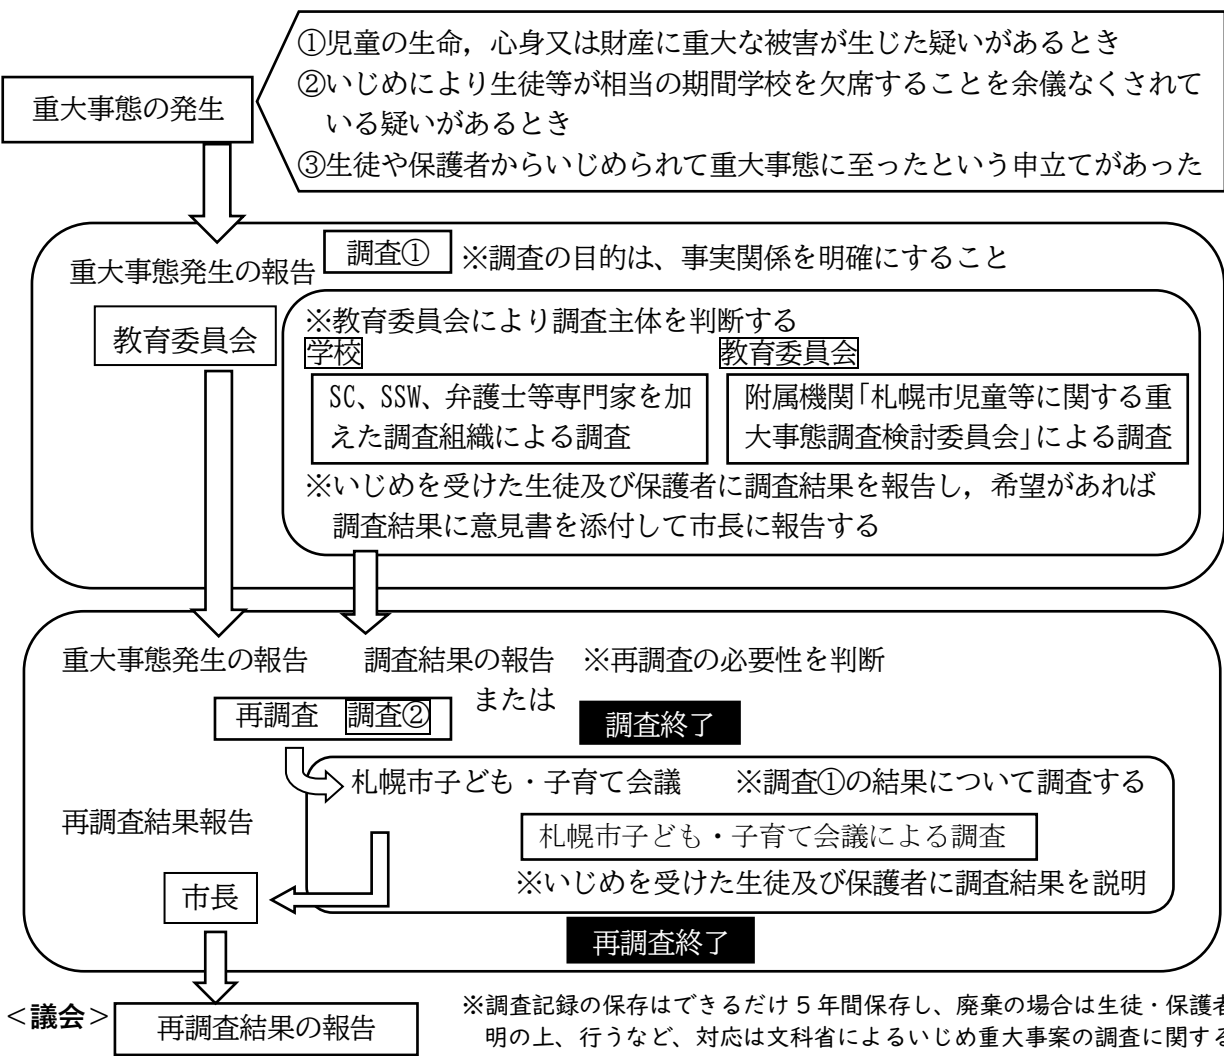 ①児童の生命，心身又は財産に重大な被害が生じた疑いがあるとき
②いじめにより生徒等が相当の期間学校を欠席することを余儀なくされて
いる疑いがあるとき
③生徒や保護者からいじめられて重大事態に至ったという申立てがあった
重大事態の発生
重大事態発生の報告
調査①
※調査の目的は、事実関係を明確にすること
教育委員会
※教育委員会により調査主体を判断する
学校
SC、SSW、弁護士等専門家を加
えた調査組織による調査
教育委員会
附属機関「札幌市児童等に関する重
大事態調査検討委員会」による調査
※いじめを受けた生徒及び保護者に調査結果を報告し，希望があれば
調査結果に意見書を添付して市長に報告する
重大事態発生の報告
調査結果の報告
※再調査の必要性を判断
再調査 調査②
または
調査終了
札幌市子ども・子育て会議
※調査①の結果について調査する
再調査結果報告
札幌市子ども・子育て会議による調査
※いじめを受けた生徒及び保護者に調査結果を説明
市長
再調査終了
＜議会＞
再調査結果の報告
※調査記録の保存はできるだけ５年間保存し、廃棄の場合は生徒・保護者
明の上、行うなど、対応は文科省によるいじめ重大事案の調査に関する